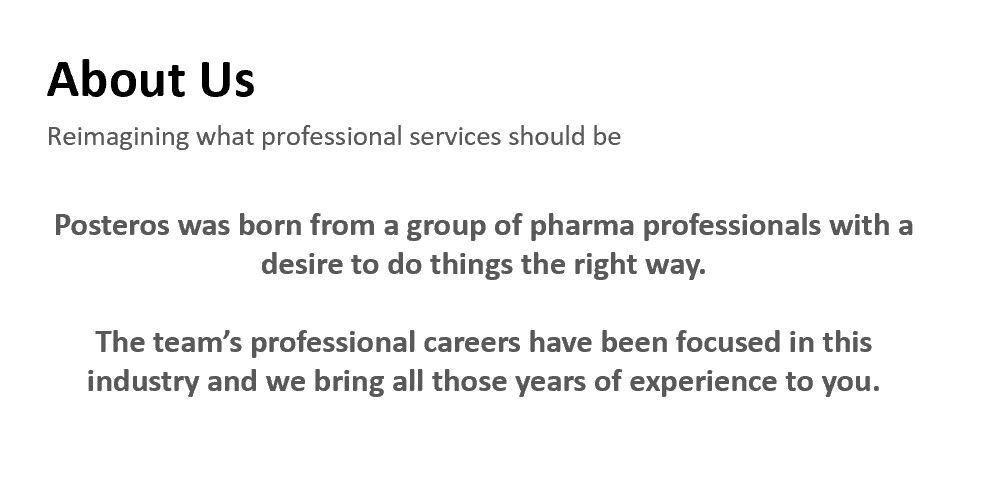 About Us
Reimagining what professional services should be
Posteros was born from a group of pharma professionals with a
desire to do things the right way.
The team’s professional careers have been focused in this
industry and we bring all those years of experience to you.